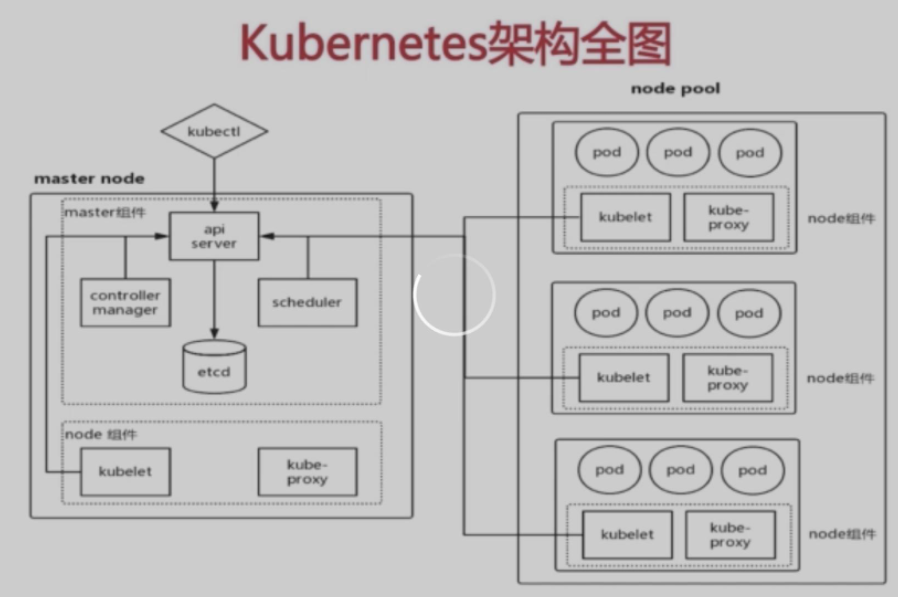 Kubernetes架构全图
node pool
kubectl
master node
master组件
api
server
controller
manager
scheduler
etcd
node 组件
kubelet
kube-
proxy
pod
pod
pod
kubelet
kube-
proxy
node组件
pod
pod
pod
kubelet
kube-
proxy
node组件
pod
pod
pod
kubelet
kube-
proxy
node组件